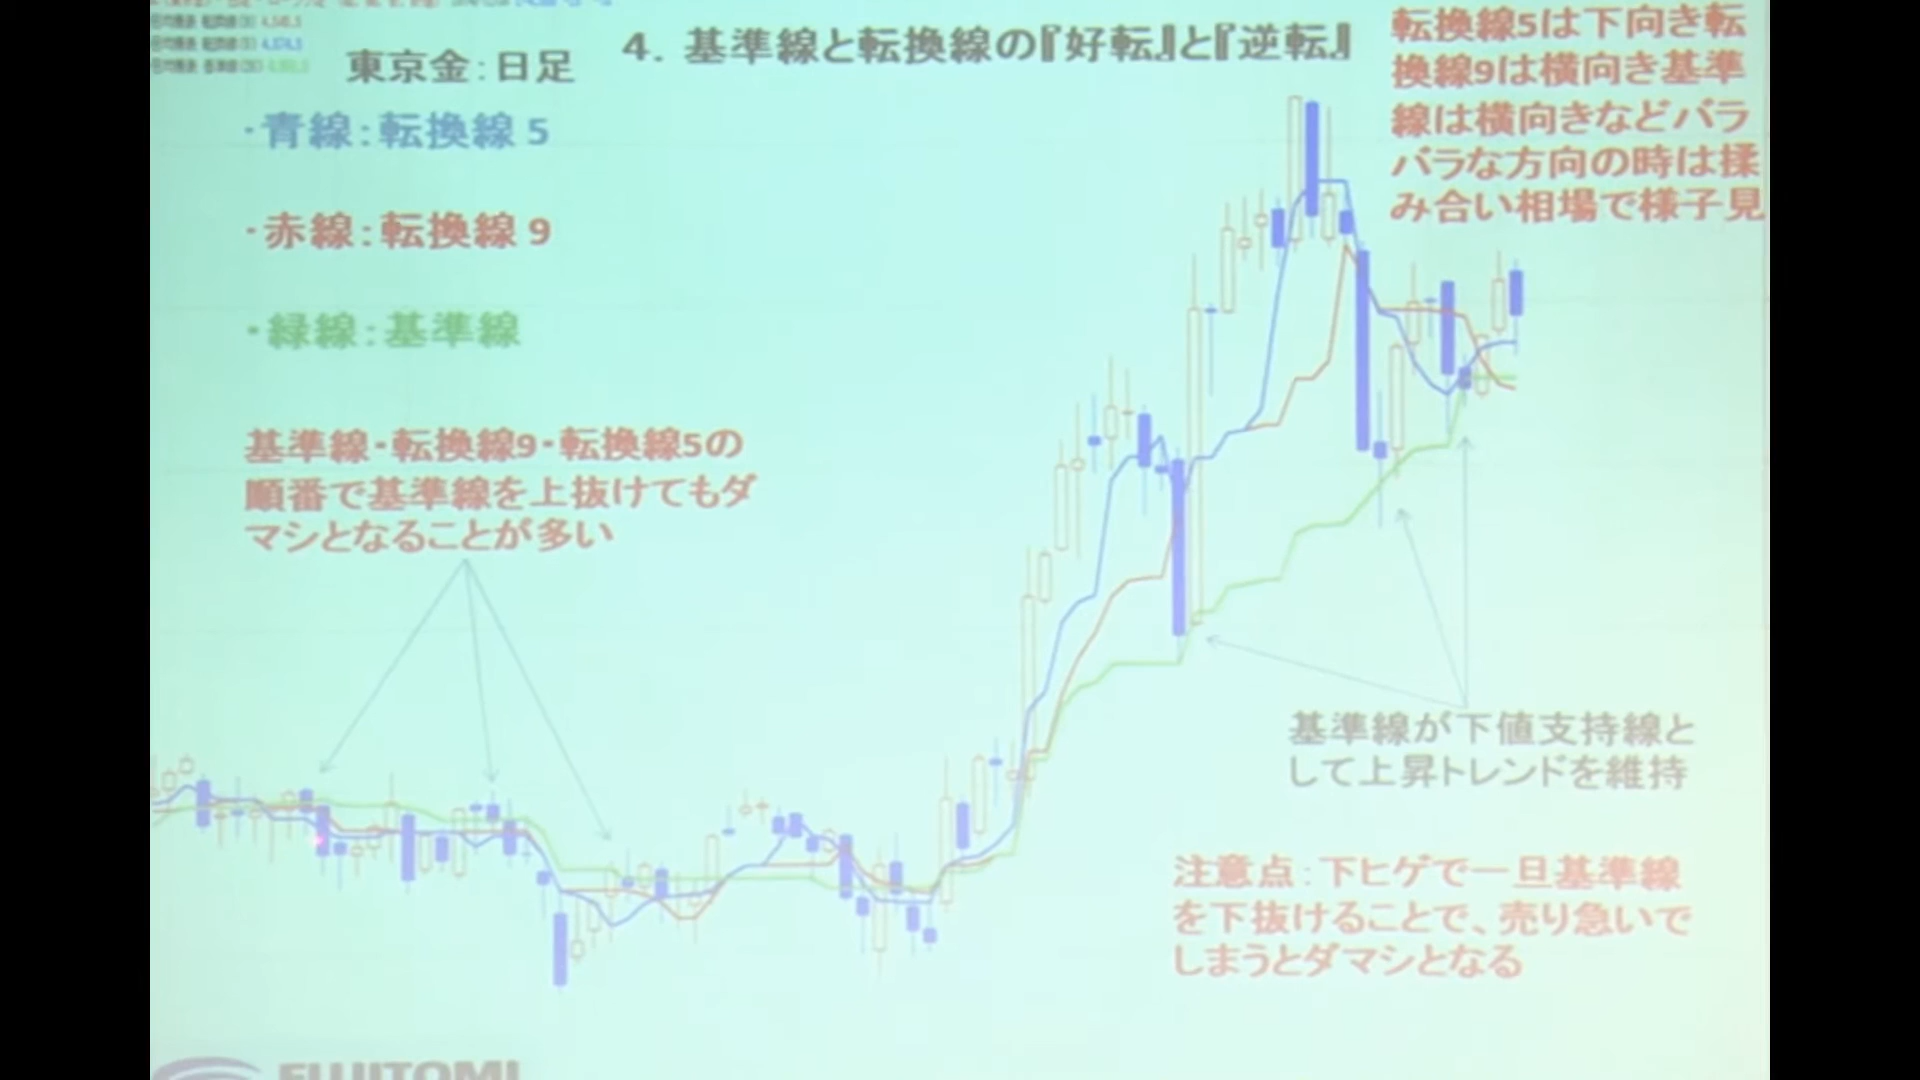 東京金：日足
4．基準線と転換線の『好転』と『逆転』
転換線5は下向き転
換線9は横向き基準
線は横向きなどバラ
バラな方向の時は揉
み合い相場で様子見
・青線：転換線5
・赤線：転換線9
・緑線：基準線
基準線・転換線9・転換線5の
順番で基準線を上抜けてもダ
マシとなることが多い
基準線が下値支持線と
して上昇トレンドを維持
注意点：下ヒゲで一旦基準線
を下抜けることで、売り急いで
しまうとダマシとなる
FUJITOMI